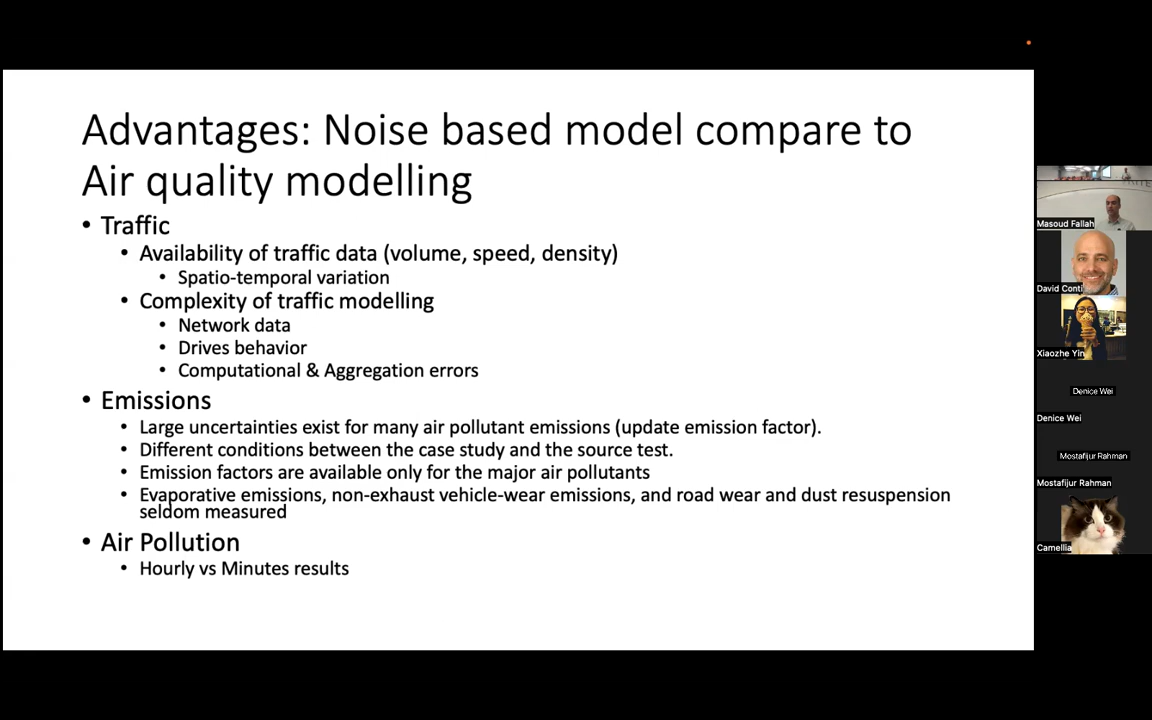 Advantages: Noise based model compare to
Air quality modelling
• Traffic
• Availability of traffic data (volume, speed, density)
• Spatio-temporal variation
• Complexity of traffic modelling
• Network data
• Drives behavior
• Computational & Aggregation errors
• Emissions
• Large uncertainties exist for many air pollutant emissions (update emission factor).
• Different conditions between the case study and the source test.
• Emission factors are available only for the major air pollutants
• Evaporative emissions, non-exhaust vehicle-wear emissions, and road wear and dust resuspension
seldom measured
• Air Pollution
• Hourly vs Minutes results
Masoud Fallah
David Conti
Xiaozhe Yin
Denice Wei
Denice Wei
Mostafijur Rahman
Mostafijur Rahman
Camellia